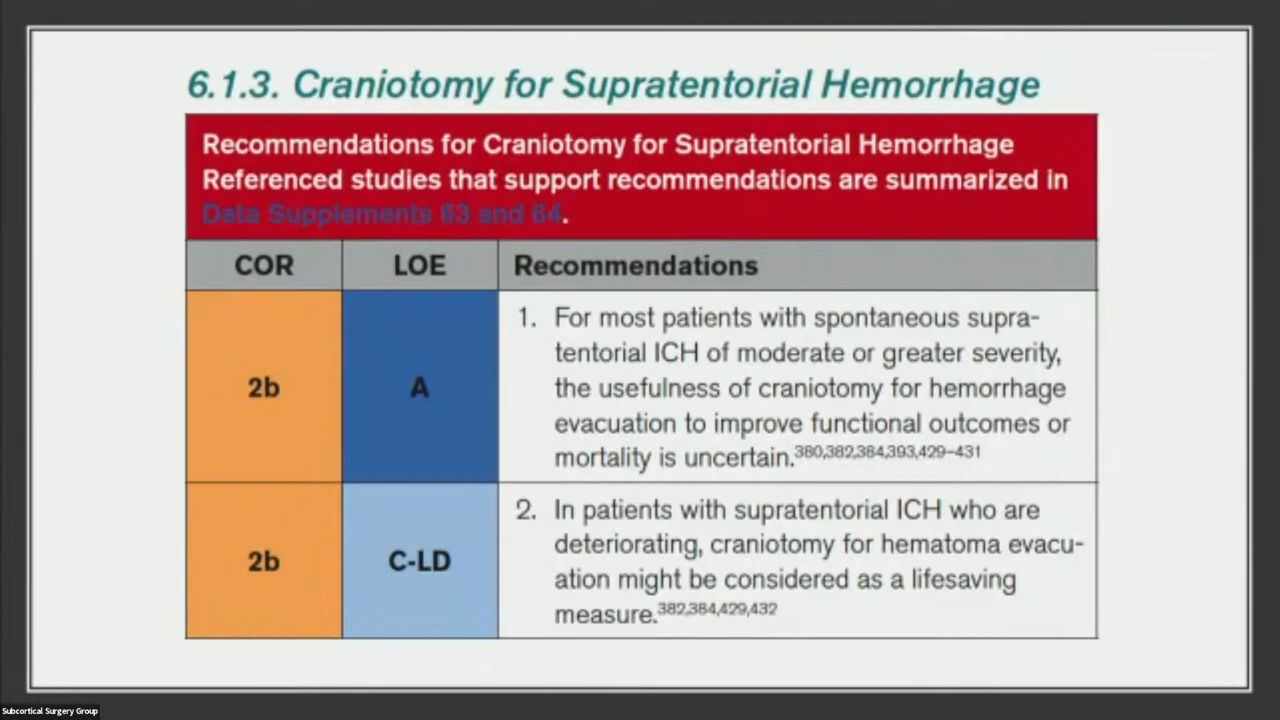 6.1.3. Craniotomy for Supratentorial Hemorrhage
Recommendations for Craniotomy for Supratentorial Hemorrhage
Referenced studies that support recommendations are summarized in
Data Supplements 63 and 64.
COR LOE Recommendations
2b A 1. For most patients with spontaneous supra-
tentorial ICH of moderate or greater severity,
the usefulness of craniotomy for hemorrhage
evacuation to improve functional outcomes or
mortality is uncertain.380,382,384,393,429–431
2b C-LD 2. In patients with supratentorial ICH who are
deteriorating, craniotomy for hematoma evacu-
ation might be considered as a lifesaving
measure.382,384,429,432
Subcortical Surgery Group